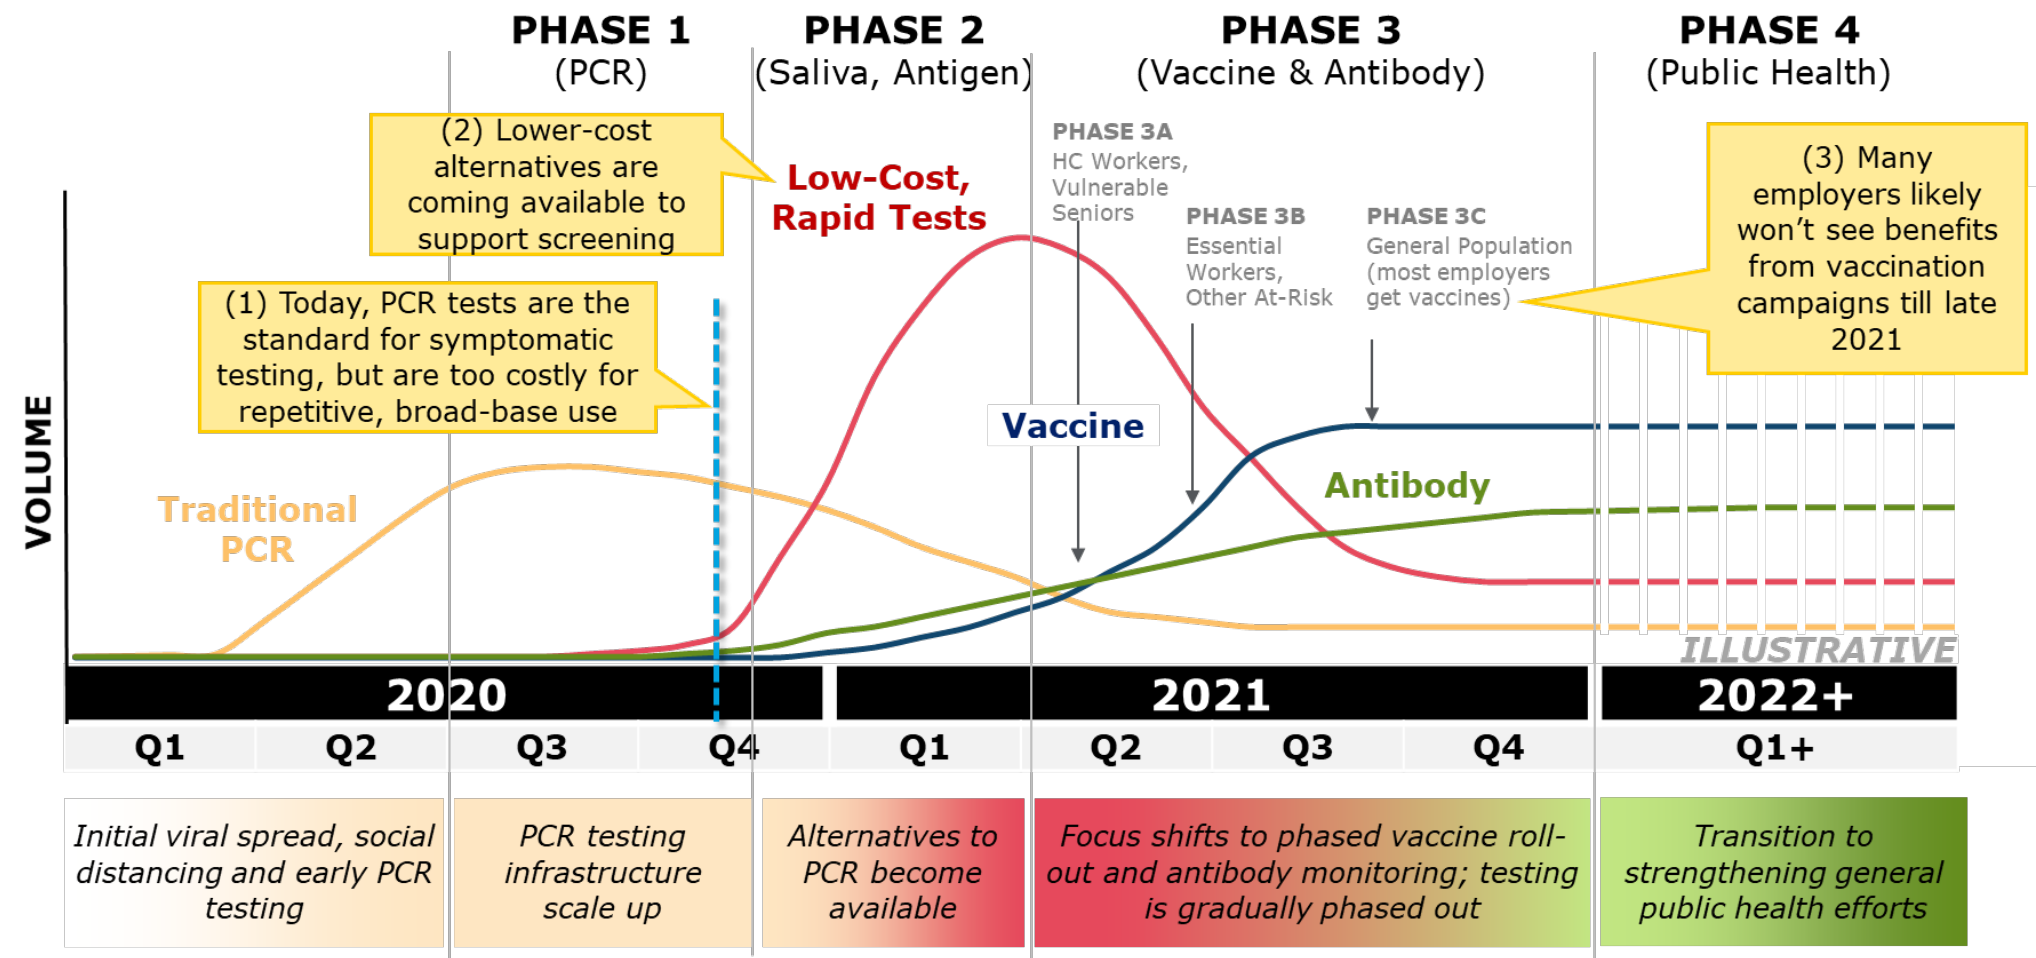 PHASE 1
(PCR)
PHASE 2
(Saliva, Antigen)
PHASE 3
(Vaccine & Antibody)
PHASE 4
(Public Health)
(2) Lower-cost
alternatives are
coming available to
support screening
(1) Today, PCR tests are the
standard for symptomatic
testing, but are too costly for
repetitive, broad-base use
Low-Cost,
Rapid Tests
PHASE 3A
HC Workers,
Vulnerable
Seniors
PHASE 3B
Essential
Workers,
Other At-Risk
PHASE 3C
General Population
(most employers
get vaccines)
(3) Many
employers likely
won't see benefits
from vaccination
campaigns till late
2021
VOLUME
Traditional
PCR
Vaccine
Antibody
ILLUSTRATIVE
2020
2021
2022+
Q1
Q2
Q3
Q4
Q1
Q2
Q3
Q4
Q1+
Initial viral spread, social
distancing and early PCR
testing
PCR testing
infrastructure
scale up
Alternatives to
PCR become
available
Focus shifts to phased vaccine roll-
out and antibody monitoring; testing
is gradually phased out
Transition to
strengthening general
public health efforts